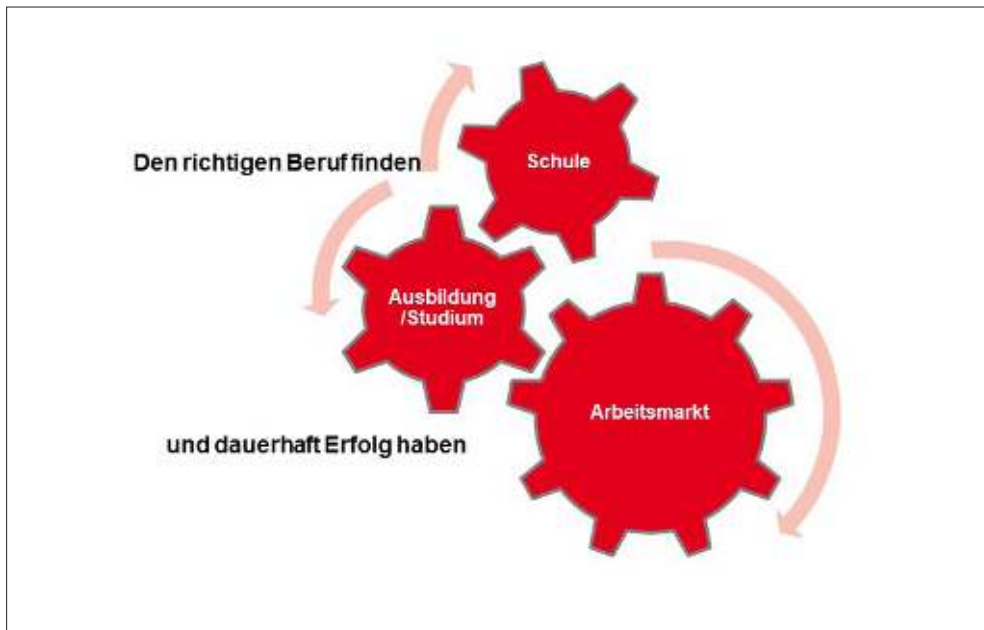 Schule
Den richtigen Beruf finden
Ausbildung
/Studium
Arbeitsmarkt
und dauerhaft Erfolg haben